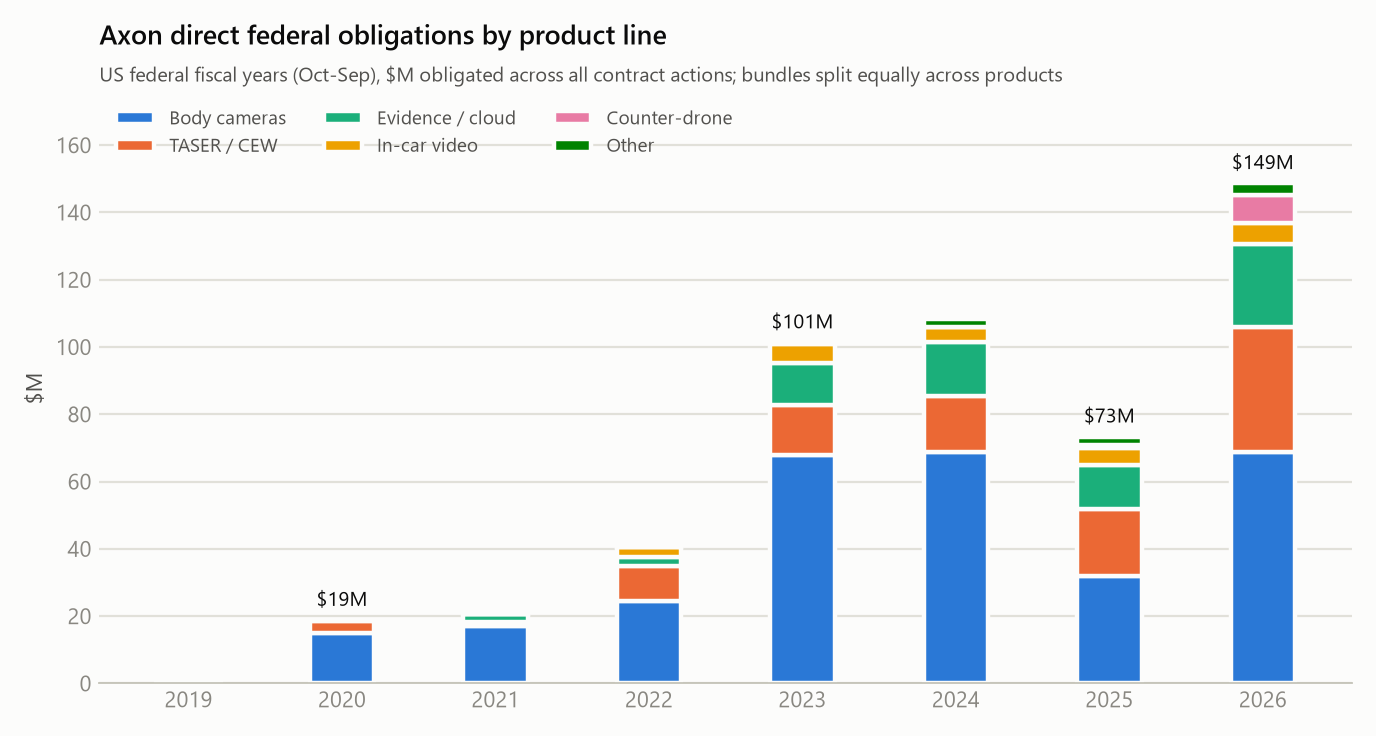 Axon direct federal obligations by product line
US federal fiscal years (Oct-Sep), $M obligated across all contract actions; bundles split equally across products
Body cameras Evidence / cloud Counter-drone
TASER / CEW In-car video Other
160
140
120
100
80
60
40
20
0
$M
$19M
$101M
$73M
$149M
2019 2020 2021 2022 2023 2024 2025 2026